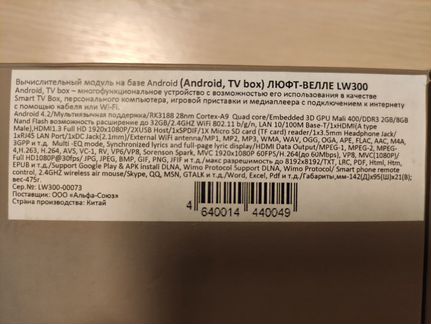 Вычислительный модуль на базе Android (Android, TV box) ЛЮФТ-ВЕЛЛЕ LW300
Android, TV box – многофункциональное устройство с возможностью его использования в качестве
Smart TV Box, персонального компьютера, игровой приставки и медиаплеера с подключением к интернету
с помощью кабеля или Wi-Fi.
Android 4.2/Мультиязычная поддержка/RK3188 28nm Cortex-A9 Quad core/Embedded 3D GPU Mali 400/DDR3 2GB/8GB
Nand Flash возможность расширение до 32GB/2.4GHZ WiFi 802.11 b/g/n, LAN 10/100M Base-T/1xHDMI(A type
Male),HDMI1.3 Full HD 1920x1080P/2XUSB Host/1xSPDIF/1X Micro SD card (TF card) reader/1x3.5mm Headphone Jack/
1xRJ45 LAN Port/1xDC Jack(2.1mm)/External WiFi antenna/MP1, MP2, MP3, WMA, WAV, OGG, OGA, APE, FLAC, AAC, M4A,
3GPP и т.д. Multi -EQ mode, Synchronized lyrics and full-page lyrics display/HDMI Data Output/MPEG-1, MPEG-2, MPEG-
4,H.263, H.264, AVS, VC-1, RV, VP6/VP8, Sorenson Spark, MVC 1920x1080P 60FPS/H.264(до 60Mbps), VP8, MVC(1080P)/
Full HD1080P@30fps/JPG, JPEG, BMP, GIF, PNG, JFIF и т.д./ макс разрешимость до 8192x8192/TXT, LRC, PDF, Html, Htm,
EPUB и т.д./Support Google Play & APK install DLNA, Wimo Protocol Support DLNA, Wimo Protocol/ Smart phone remote
control, 2.4GHZ wireless air mouse/Skype, QQ, MSN, GTALK и т.д./Word, Excel, Pdf и т.д./Габариты,мм-142(Д)x95(Ш)x21(В);
вес-475г.
Сер. №: LW300-00073
Поставщик: ООО «Альфа-Союз»
Страна происхождения: Китай
4 640014 440049